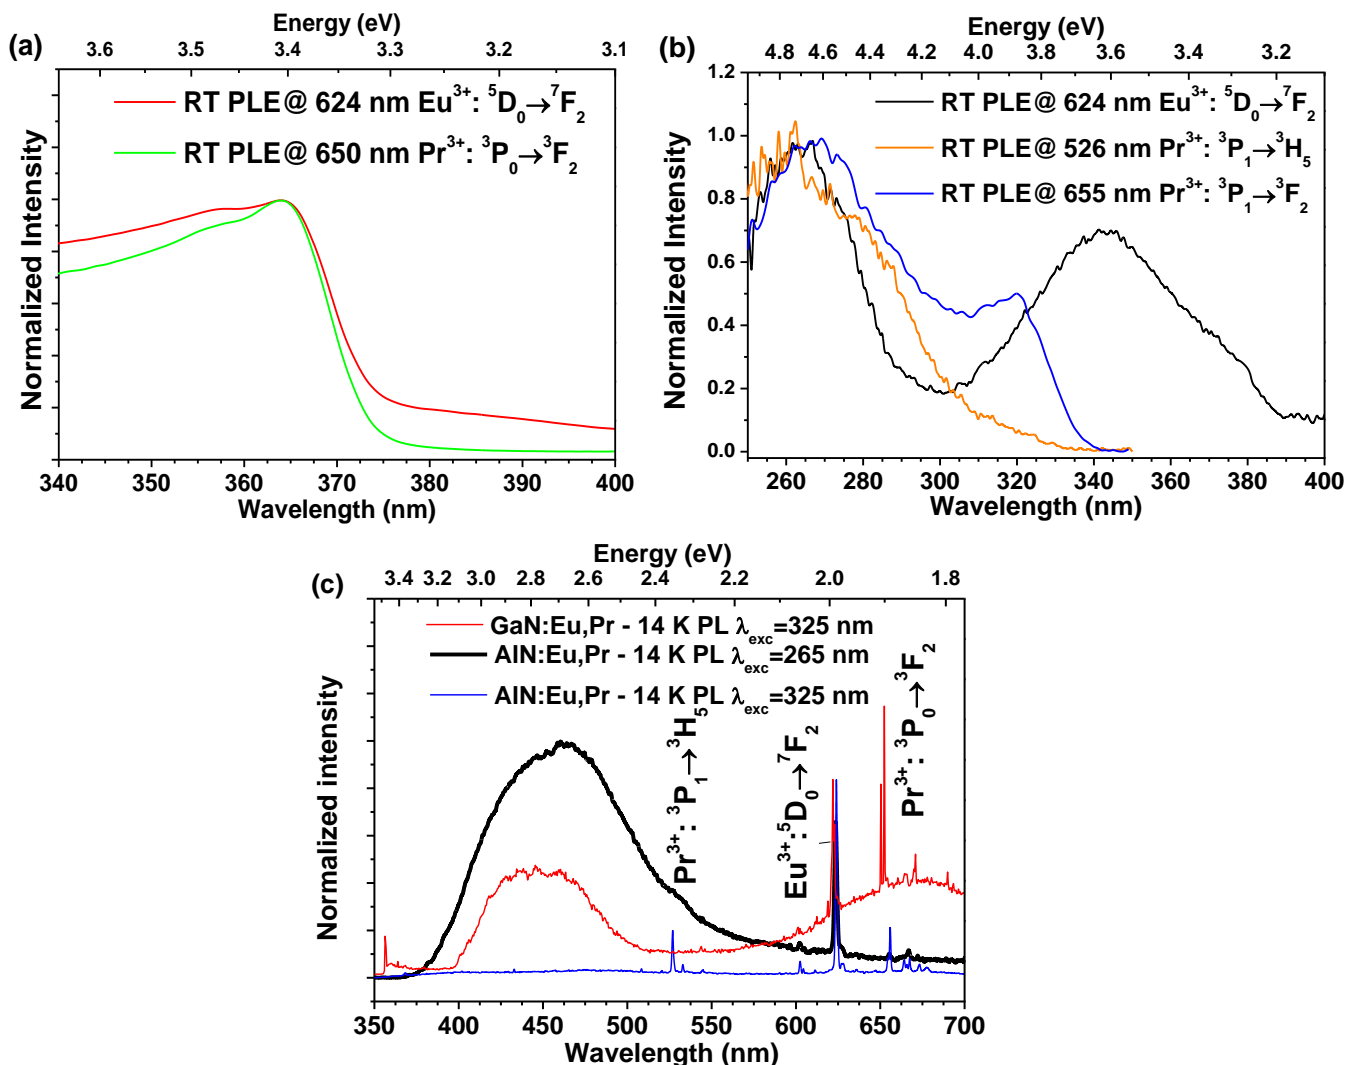 (a)
Energy (eV)
3.6 3.5 3.4 3.3 3.2 3.1
RT PLE@ 624 nm Eu³⁺: ⁵D₀→⁷F₂
RT PLE@ 650 nm Pr³⁺: ³P₀→³F₂
Normalized Intensity
340 350 360 370 380 390 400
Wavelength (nm)
(b)
Energy (eV)
4.8 4.6 4.4 4.2 4.0 3.8 3.6 3.4 3.2
RT PLE@ 624 nm Eu³⁺: ⁵D₀→⁷F₂
RT PLE@ 526 nm Pr³⁺: ³P₁→³H₅
RT PLE@ 655 nm Pr³⁺: ³P₁→³F₂
Normalized Intensity
1.2
1.0
0.8
0.6
0.4
0.2
0.0
260 280 300 320 340 360 380 400
Wavelength (nm)
(c)
Energy (eV)
3.4 3.2 3.0 2.8 2.6 2.4 2.2 2.0 1.8
GaN:Eu,Pr - 14 K PL λexc=325 nm
AlN:Eu,Pr - 14 K PL λexc=265 nm
AlN:Eu,Pr - 14 K PL λexc=325 nm
Pr³⁺: ³P₁→³H₅
Eu³⁺: ⁵D₀→⁷F₂
Pr³⁺: ³P₀→³F₂
Normalized intensity
350 400 450 500 550 600 650 700
Wavelength (nm)